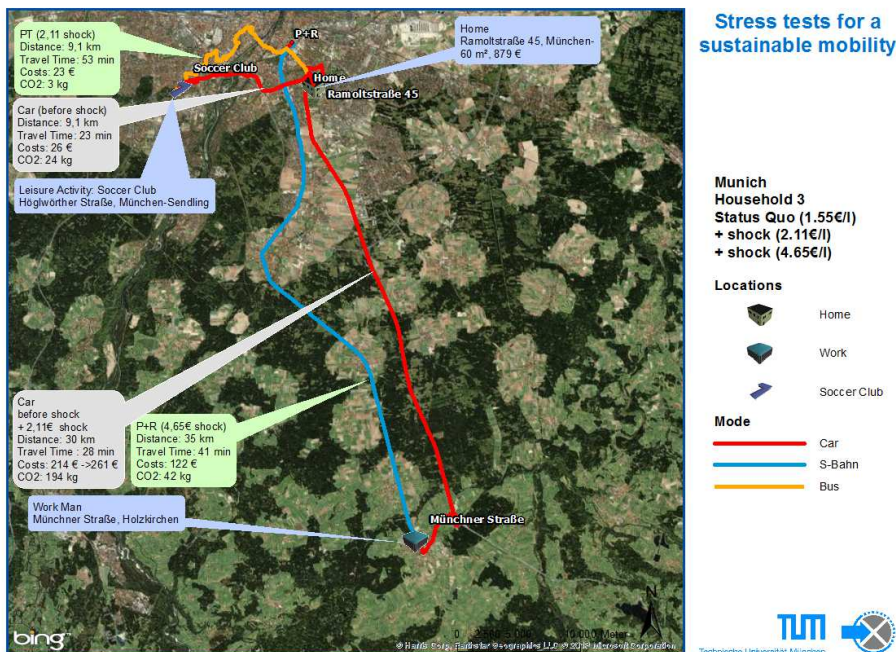 PT (2,11 shock)
Distance: 9,1 km
Travel Time: 53 min
Costs: 23 €
CO2: 3 kg
Car (before shock)
Distance: 9,1 km
Travel Time: 23 min
Costs: 26 €
CO2: 24 kg
Leisure Activity: Soccer Club
Höglwörther Straße, München-Sendling
Soccer Club
P+R
Home
Ramoltstraße 45
Home
Ramoltstraße 45, München-
60 m², 879 €
Car
before shock
+ 2,11€ shock
Distance: 30 km
Travel Time : 28 min
Costs: 214 € ->261 €
CO2: 194 kg
P+R (4,65€ shock)
Distance: 35 km
Travel Time: 41 min
Costs: 122 €
CO2: 42 kg
Work Man
Münchner Straße, Holzkirchen
Münchner Straße
N
bing
Stress tests for a
sustainable mobility
Munich
Household 3
Status Quo (1.55€/l)
+ shock (2.11€/l)
+ shock (4.65€/l)
Locations
Home
Work
Soccer Club
Mode
Car
S-Bahn
Bus
TUM
Technische Universität München